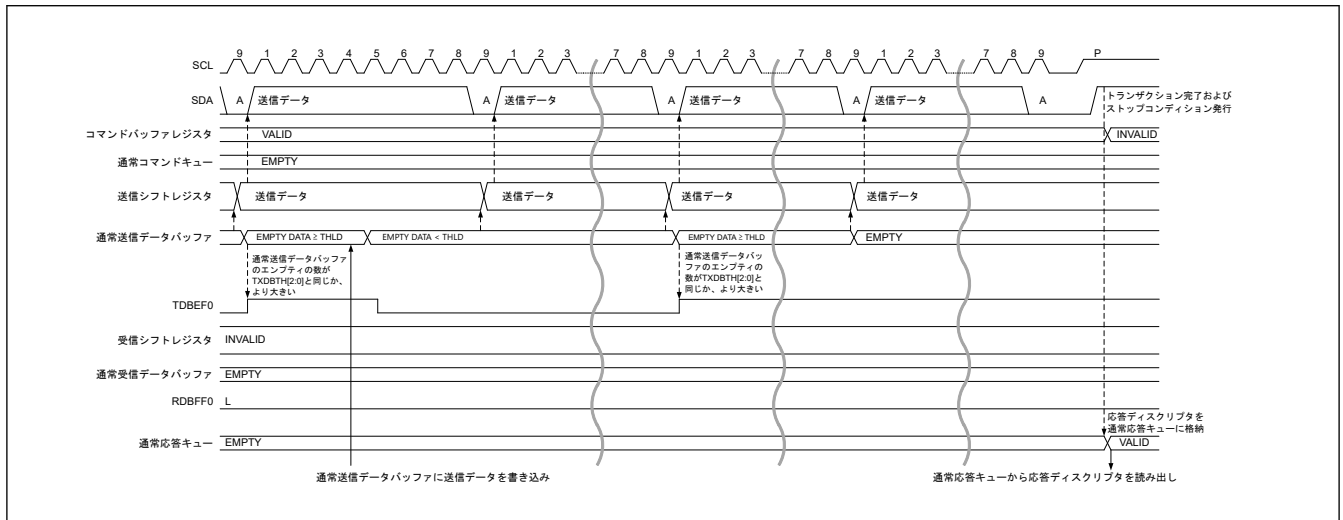 9 1 2 3 4 5 6 7 8 9 1 2 3 7 8 9 1 2 3 7 8 9 1 2 3 7 8 9 P
SCL
SDA A 送信データ A 送信データ A 送信データ A 送信データ A
トランザクション完了および
ストップコンディション発行
コマンドバッファレジスタ VALID INVALID
通常コマンドキュー EMPTY
送信シフトレジスタ 送信データ 送信データ 送信データ 送信データ
通常送信データバッファ EMPTY DATA ≥ THLD EMPTY DATA < THLD EMPTY DATA ≥ THLD EMPTY
通常送信データバッファ
のエンプティの数が
TXDBTH[2:0]と同じか、
より大きい
通常送信データバッ
ファのエンプティの
数がTXDBTH[2:0]と
同じか、より大きい
TDBEF0
受信シフトレジスタ INVALID
通常受信データバッファ EMPTY
RDBFF0 L
応答ディスクリプタを
通常応答キューに格納
通常応答キュー EMPTY VALID
通常送信データバッファに送信データを書き込み
通常応答キューから応答ディスクリプタを読み出し